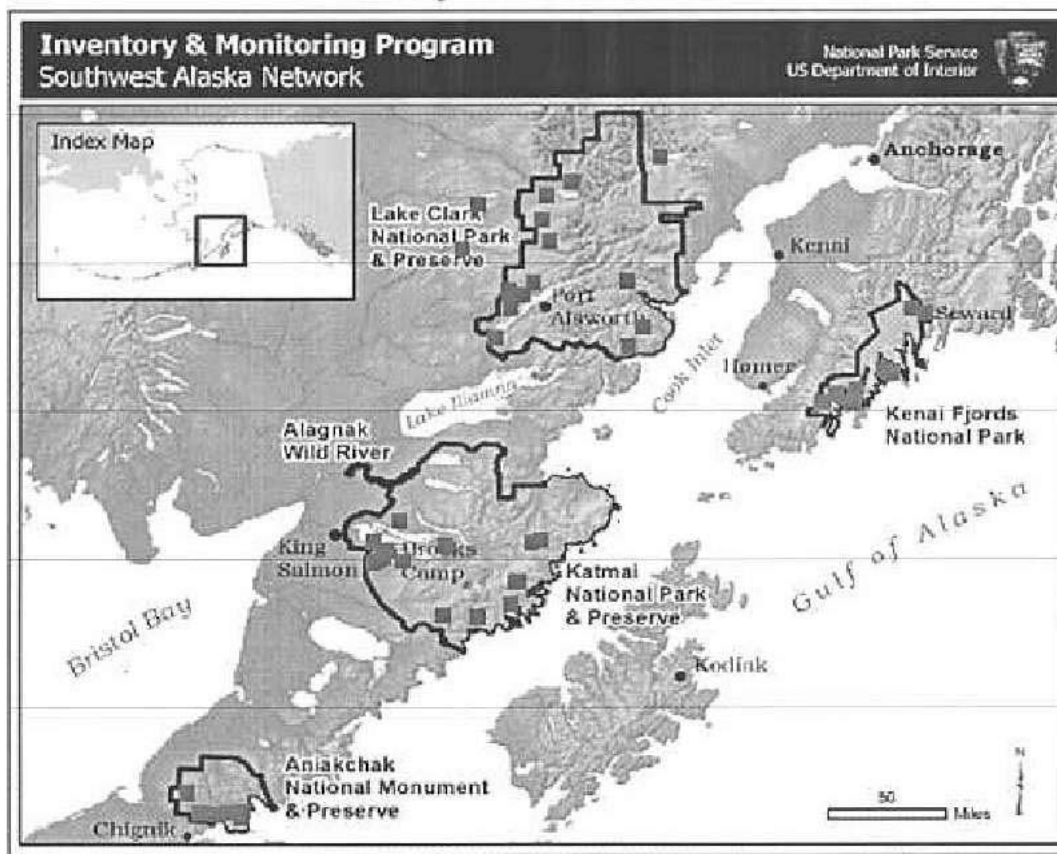 Inventory & Monitoring Program
Southwest Alaska Network
National Park Service
US Department of Interior
Index Map
Anchorage
Lake Clark
National Park
& Preserve
Kenai
Port
Alsworth
Seward
Cook Inlet
Homer
Lake Iliamna
Kenai Fjords
National Park
Alagnak
Wild River
King
Salmon
Brooks
Camp
Katmai
National Park
& Preserve
Gulf of Alaska
Bristol Bay
Kodiak
Aniakchak
National Monument
& Preserve
Chignik
N
50
Miles